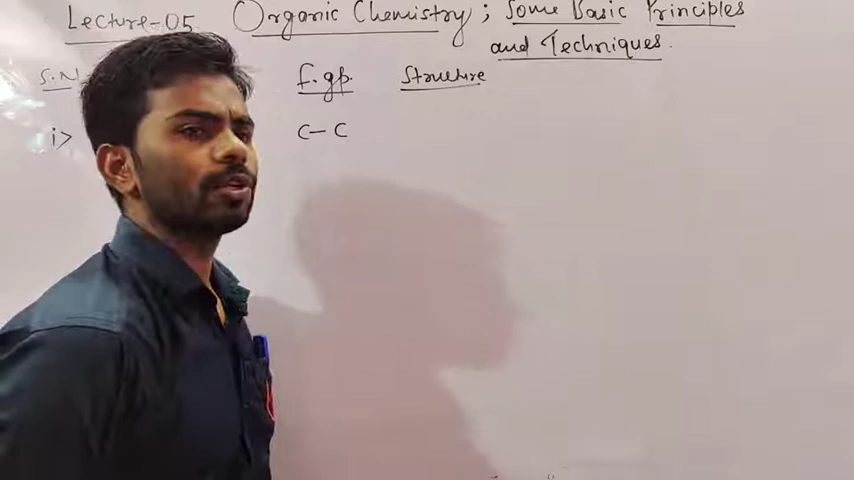 Lecture-05 Organic Chemistry; Some Basic Principles
and Techniques.
S.N f.gp. Structure
i> C-C